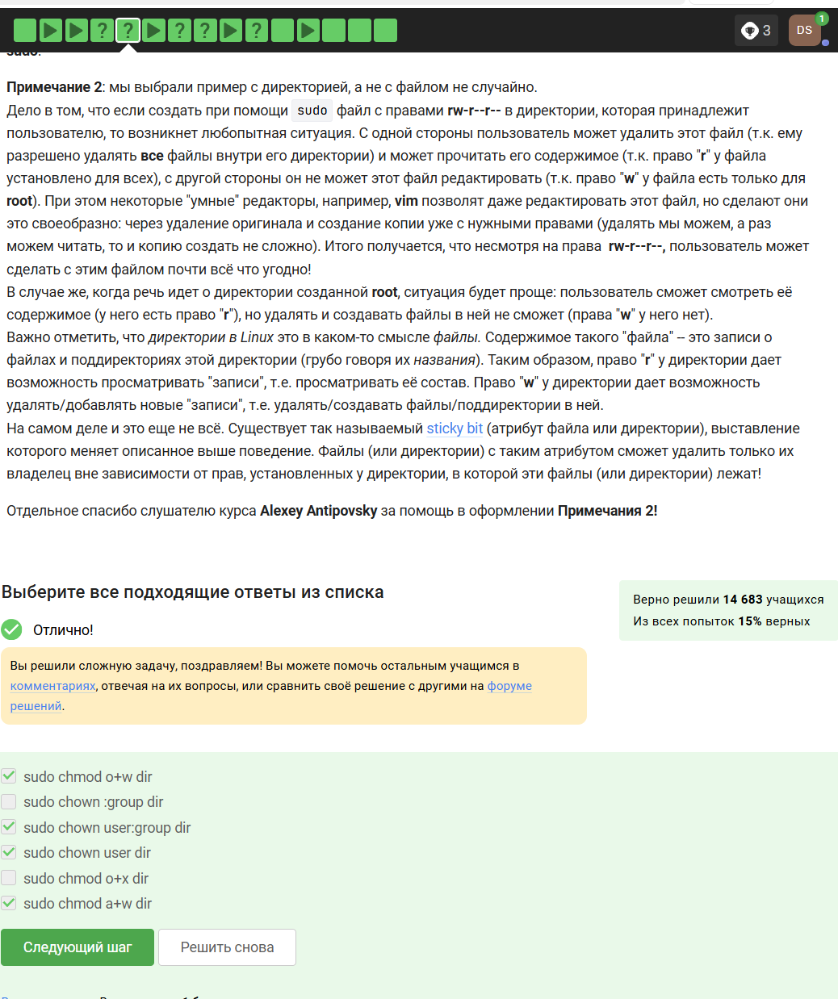 3
DS
1
sudo.
Примечание 2: мы выбрали пример с директорией, а не с файлом не случайно.
Дело в том, что если создать при помощи sudo файл с правами rw-r--r-- в директории, которая принадлежит
пользователю, то возникнет любопытная ситуация. С одной стороны пользователь может удалить этот файл (т.к. ему
разрешено удалять все файлы внутри его директории) и может прочитать его содержимое (т.к. право "r" у файла
установлено для всех), с другой стороны он не может этот файл редактировать (т.к. право "w" у файла есть только для
root). При этом некоторые "умные" редакторы, например, vim позволят даже редактировать этот файл, но сделают они
это своеобразно: через удаление оригинала и создание копии уже с нужными правами (удалять мы можем, а раз
можем читать, то и копию создать не сложно). Итого получается, что несмотря на права rw-r--r--, пользователь может
сделать с этим файлом почти всё что угодно!
В случае же, когда речь идет о директории созданной root, ситуация будет проще: пользователь сможет смотреть её
содержимое (у него есть право "r"), но удалять и создавать файлы в ней не сможет (права "w" у него нет).
Важно отметить, что директории в Linux это в каком-то смысле файлы. Содержимое такого "файла" -- это записи о
файлах и поддиректориях этой директории (грубо говоря их названия). Таким образом, право "r" у директории дает
возможность просматривать "записи", т.е. просматривать её состав. Право "w" у директории дает возможность
удалять/добавлять новые "записи", т.е. удалять/создавать файлы/поддиректории в ней.
На самом деле и это еще не всё. Существует так называемый sticky bit (атрибут файла или директории), выставление
которого меняет описанное выше поведение. Файлы (или директории) с таким атрибутом сможет удалить только их
владелец вне зависимости от прав, установленных у директории, в которой эти файлы (или директории) лежат!
Отдельное спасибо слушателю курса Alexey Antipovsky за помощь в оформлении Примечания 2!
Выберите все подходящие ответы из списка
Верно решили 14 683 учащихся
Из всех попыток 15% верных
Отлично!
Вы решили сложную задачу, поздравляем! Вы можете помочь остальным учащимся в
комментариях, отвечая на их вопросы, или сравнить своё решение с другими на форуме
решений.
sudo chmod o+w dir
sudo chown :group dir
sudo chown user:group dir
sudo chown user dir
sudo chmod o+x dir
sudo chmod a+w dir
Следующий шаг
Решить снова